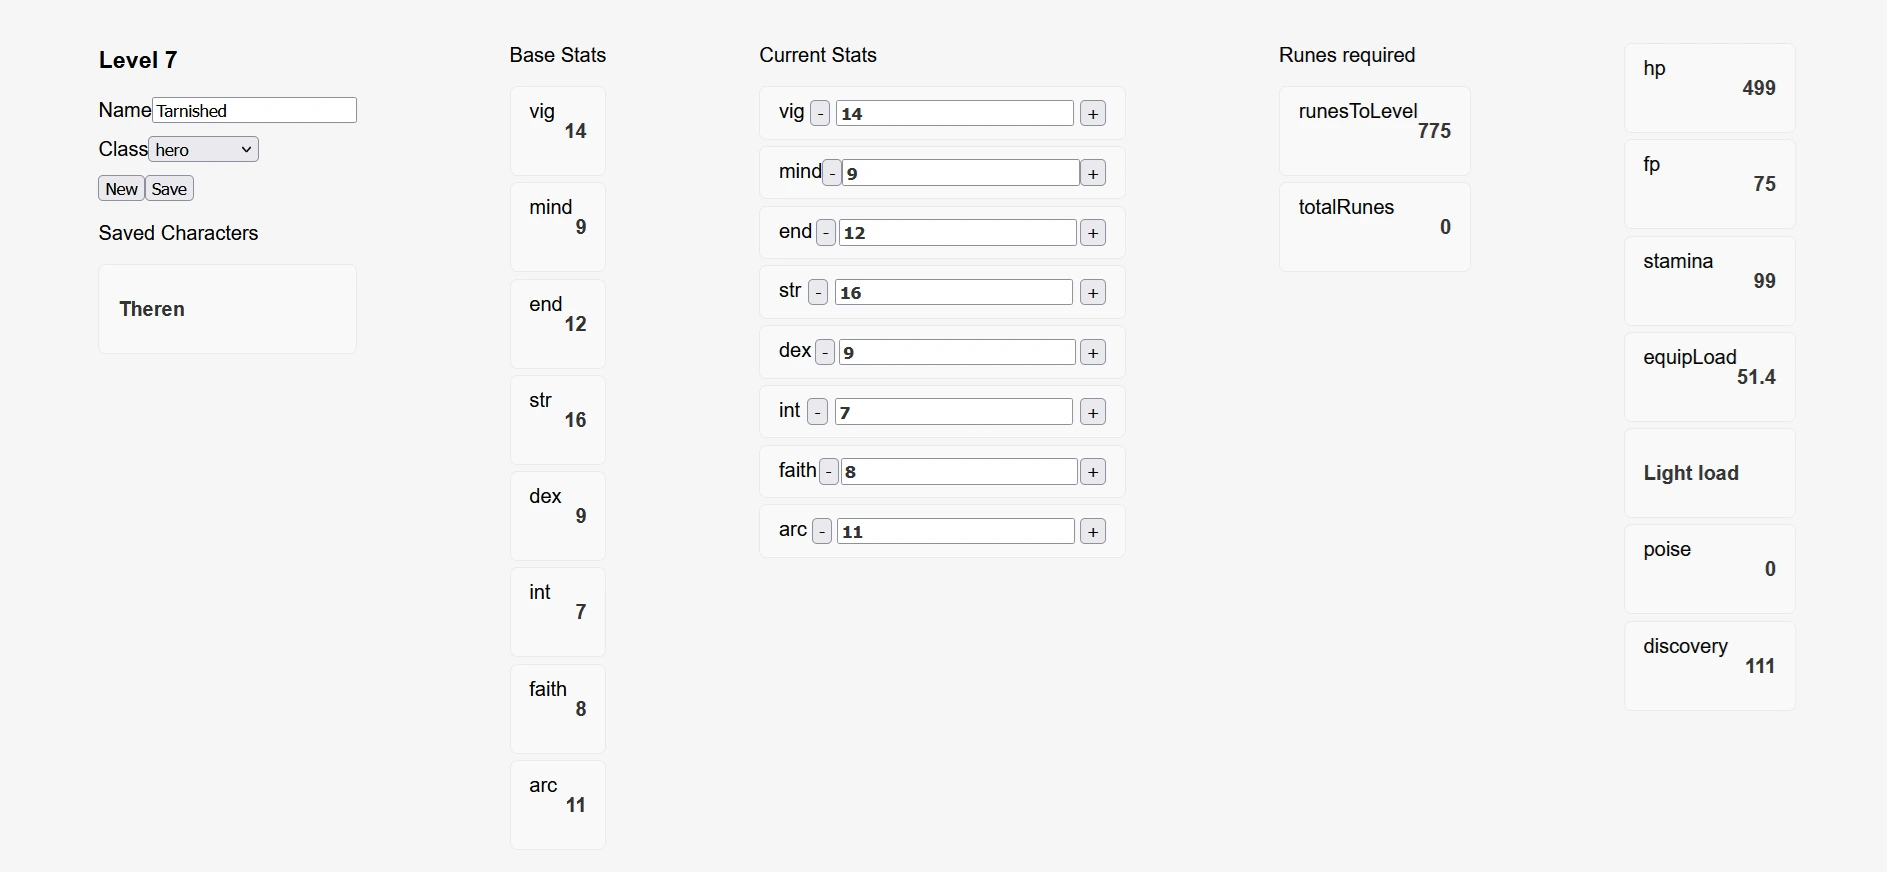 Level 7
Name Tarnished
Class hero
New Save
Saved Characters
Theren
Base Stats
vig
14
mind
9
end
12
str
16
dex
9
int
7
faith
8
arc
11
Current Stats
vig - 14 +
mind - 9 +
end - 12 +
str - 16 +
dex - 9 +
int - 7 +
faith - 8 +
arc - 11 +
Runes required
runesToLevel
775
totalRunes
0
hp
499
fp
75
stamina
99
equipLoad
51.4
Light load
poise
0
discovery
111